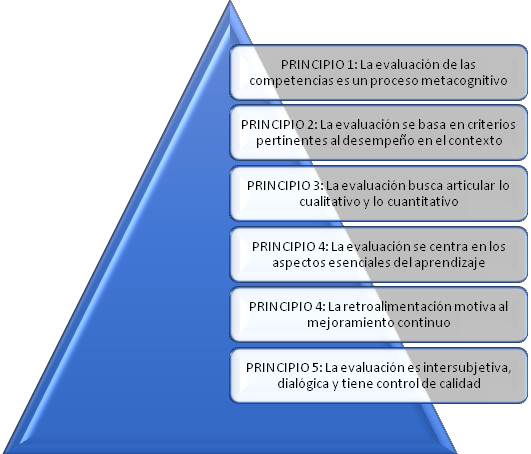 PRINCIPIO 1: La evaluación de las
competencias es un proceso metacognitivo
PRINCIPIO 2: La evaluación se basa en criterios
pertinentes al desempeño en el contexto
PRINCIPIO 3: La evaluación busca articular lo
cualitativo y lo cuantitativo
PRINCIPIO 4: La evaluación se centra en los
aspectos esenciales del aprendizaje
PRINCIPIO 4: La retroalimentación motiva al
mejoramiento continuo
PRINCIPIO 5: La evaluación es intersubjetiva,
dialógica y tiene control de calidad